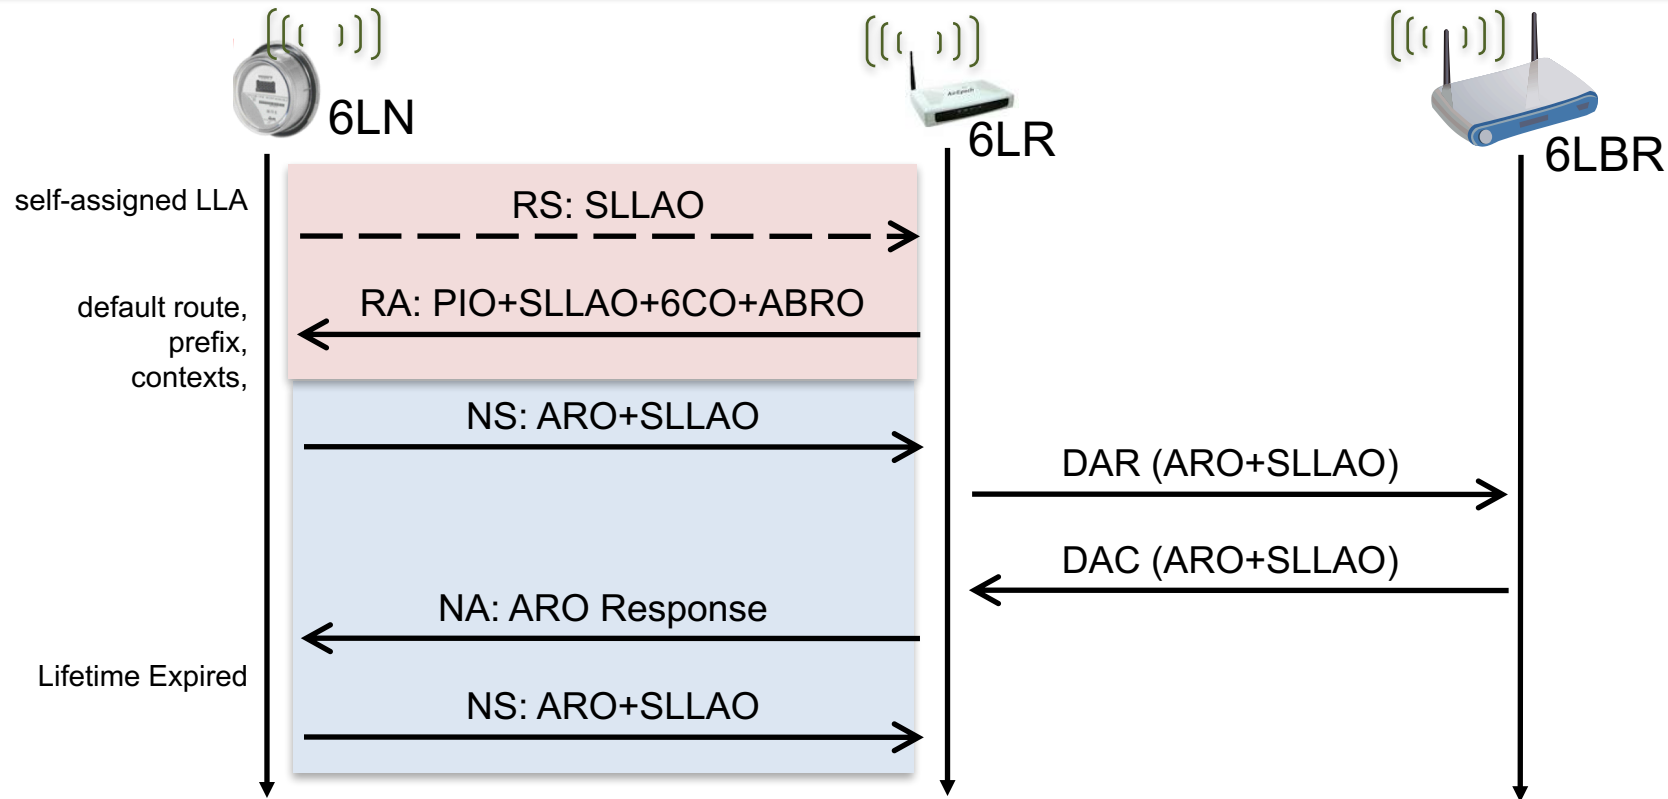 6LN
6LR
6LBR
self-assigned LLA
RS: SLLAO
default route,
prefix,
contexts,
RA: PIO+SLLAO+6CO+ABRO
NS: ARO+SLLAO
DAR (ARO+SLLAO)
DAC (ARO+SLLAO)
NA: ARO Response
Lifetime Expired
NS: ARO+SLLAO